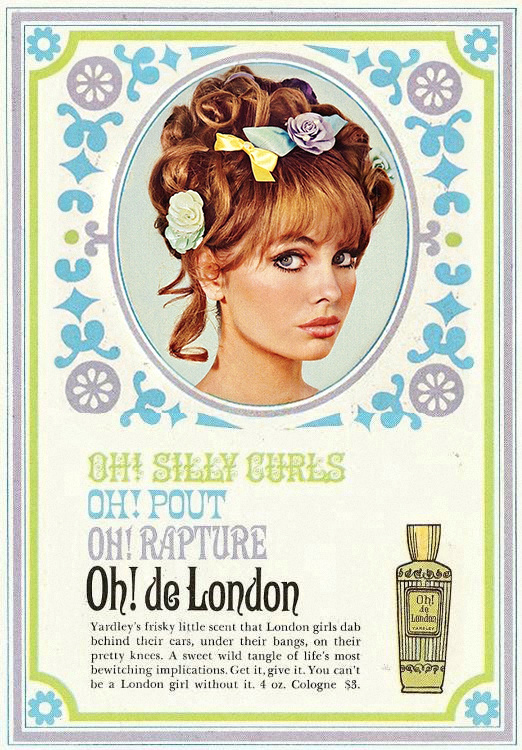 OH! SILLY CURLS
OH! POUT
OH! RAPTURE
Oh! de London
Yardley's frisky little scent that London girls dab
behind their ears, under their bangs, on their
pretty knees. A sweet wild tangle of life's most
bewitching implications. Get it, give it. You can't
be a London girl without it. 4 oz. Cologne $3.
Oh!
de
London
YARDLEY